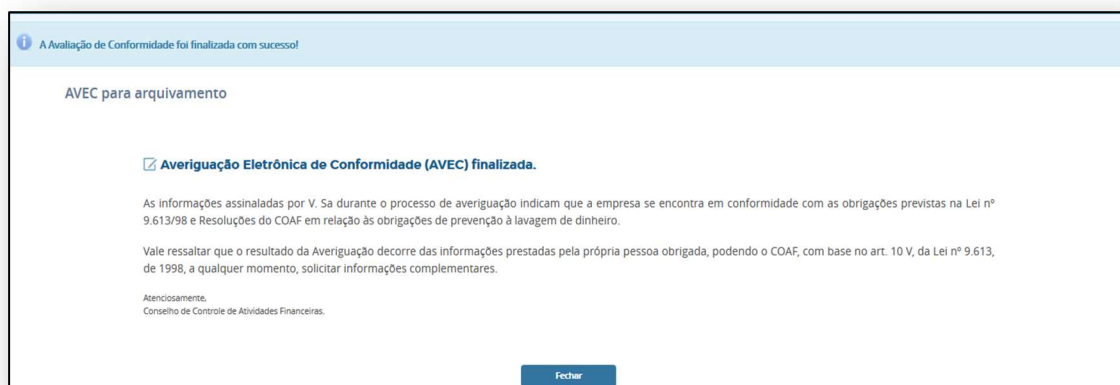 A Avaliação de Conformidade foi finalizada com sucesso!
AVEC para arquivamento
Averiguação Eletrônica de Conformidade (AVEC) finalizada.
As informações assinaladas por V. Sa durante o processo de averiguação indicam que a empresa se encontra em conformidade com as obrigações previstas na Lei nº
9.613/98 e Resoluções do COAF em relação às obrigações de prevenção à lavagem de dinheiro.
Vale ressaltar que o resultado da Averiguação decorre das informações prestadas pela própria pessoa obrigada, podendo o COAF, com base no art. 10 V, da Lei nº 9.613,
de 1998, a qualquer momento, solicitar informações complementares.
Atenciosamente,
Conselho de Controle de Atividades Financeiras.
Fechar